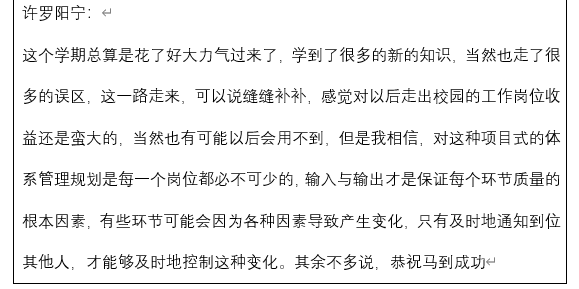 许罗阳宁：
这个学期总算是花了好大力气过来了，学到了很多的新的知识，当然也走了很
多的误区，这一路走来，可以说缝缝补补，感觉对以后走出校园的工作岗位收
益还是蛮大的，当然也有可能以后会用不到，但是我相信，对这种项目式的体
系管理规划是每一个岗位都必不可少的，输入与输出才是保证每个环节质量的
根本因素，有些环节可能会因为各种因素导致产生变化，只有及时地通知到位
其他人，才能够及时地控制这种变化。其余不多说，恭祝马到成功